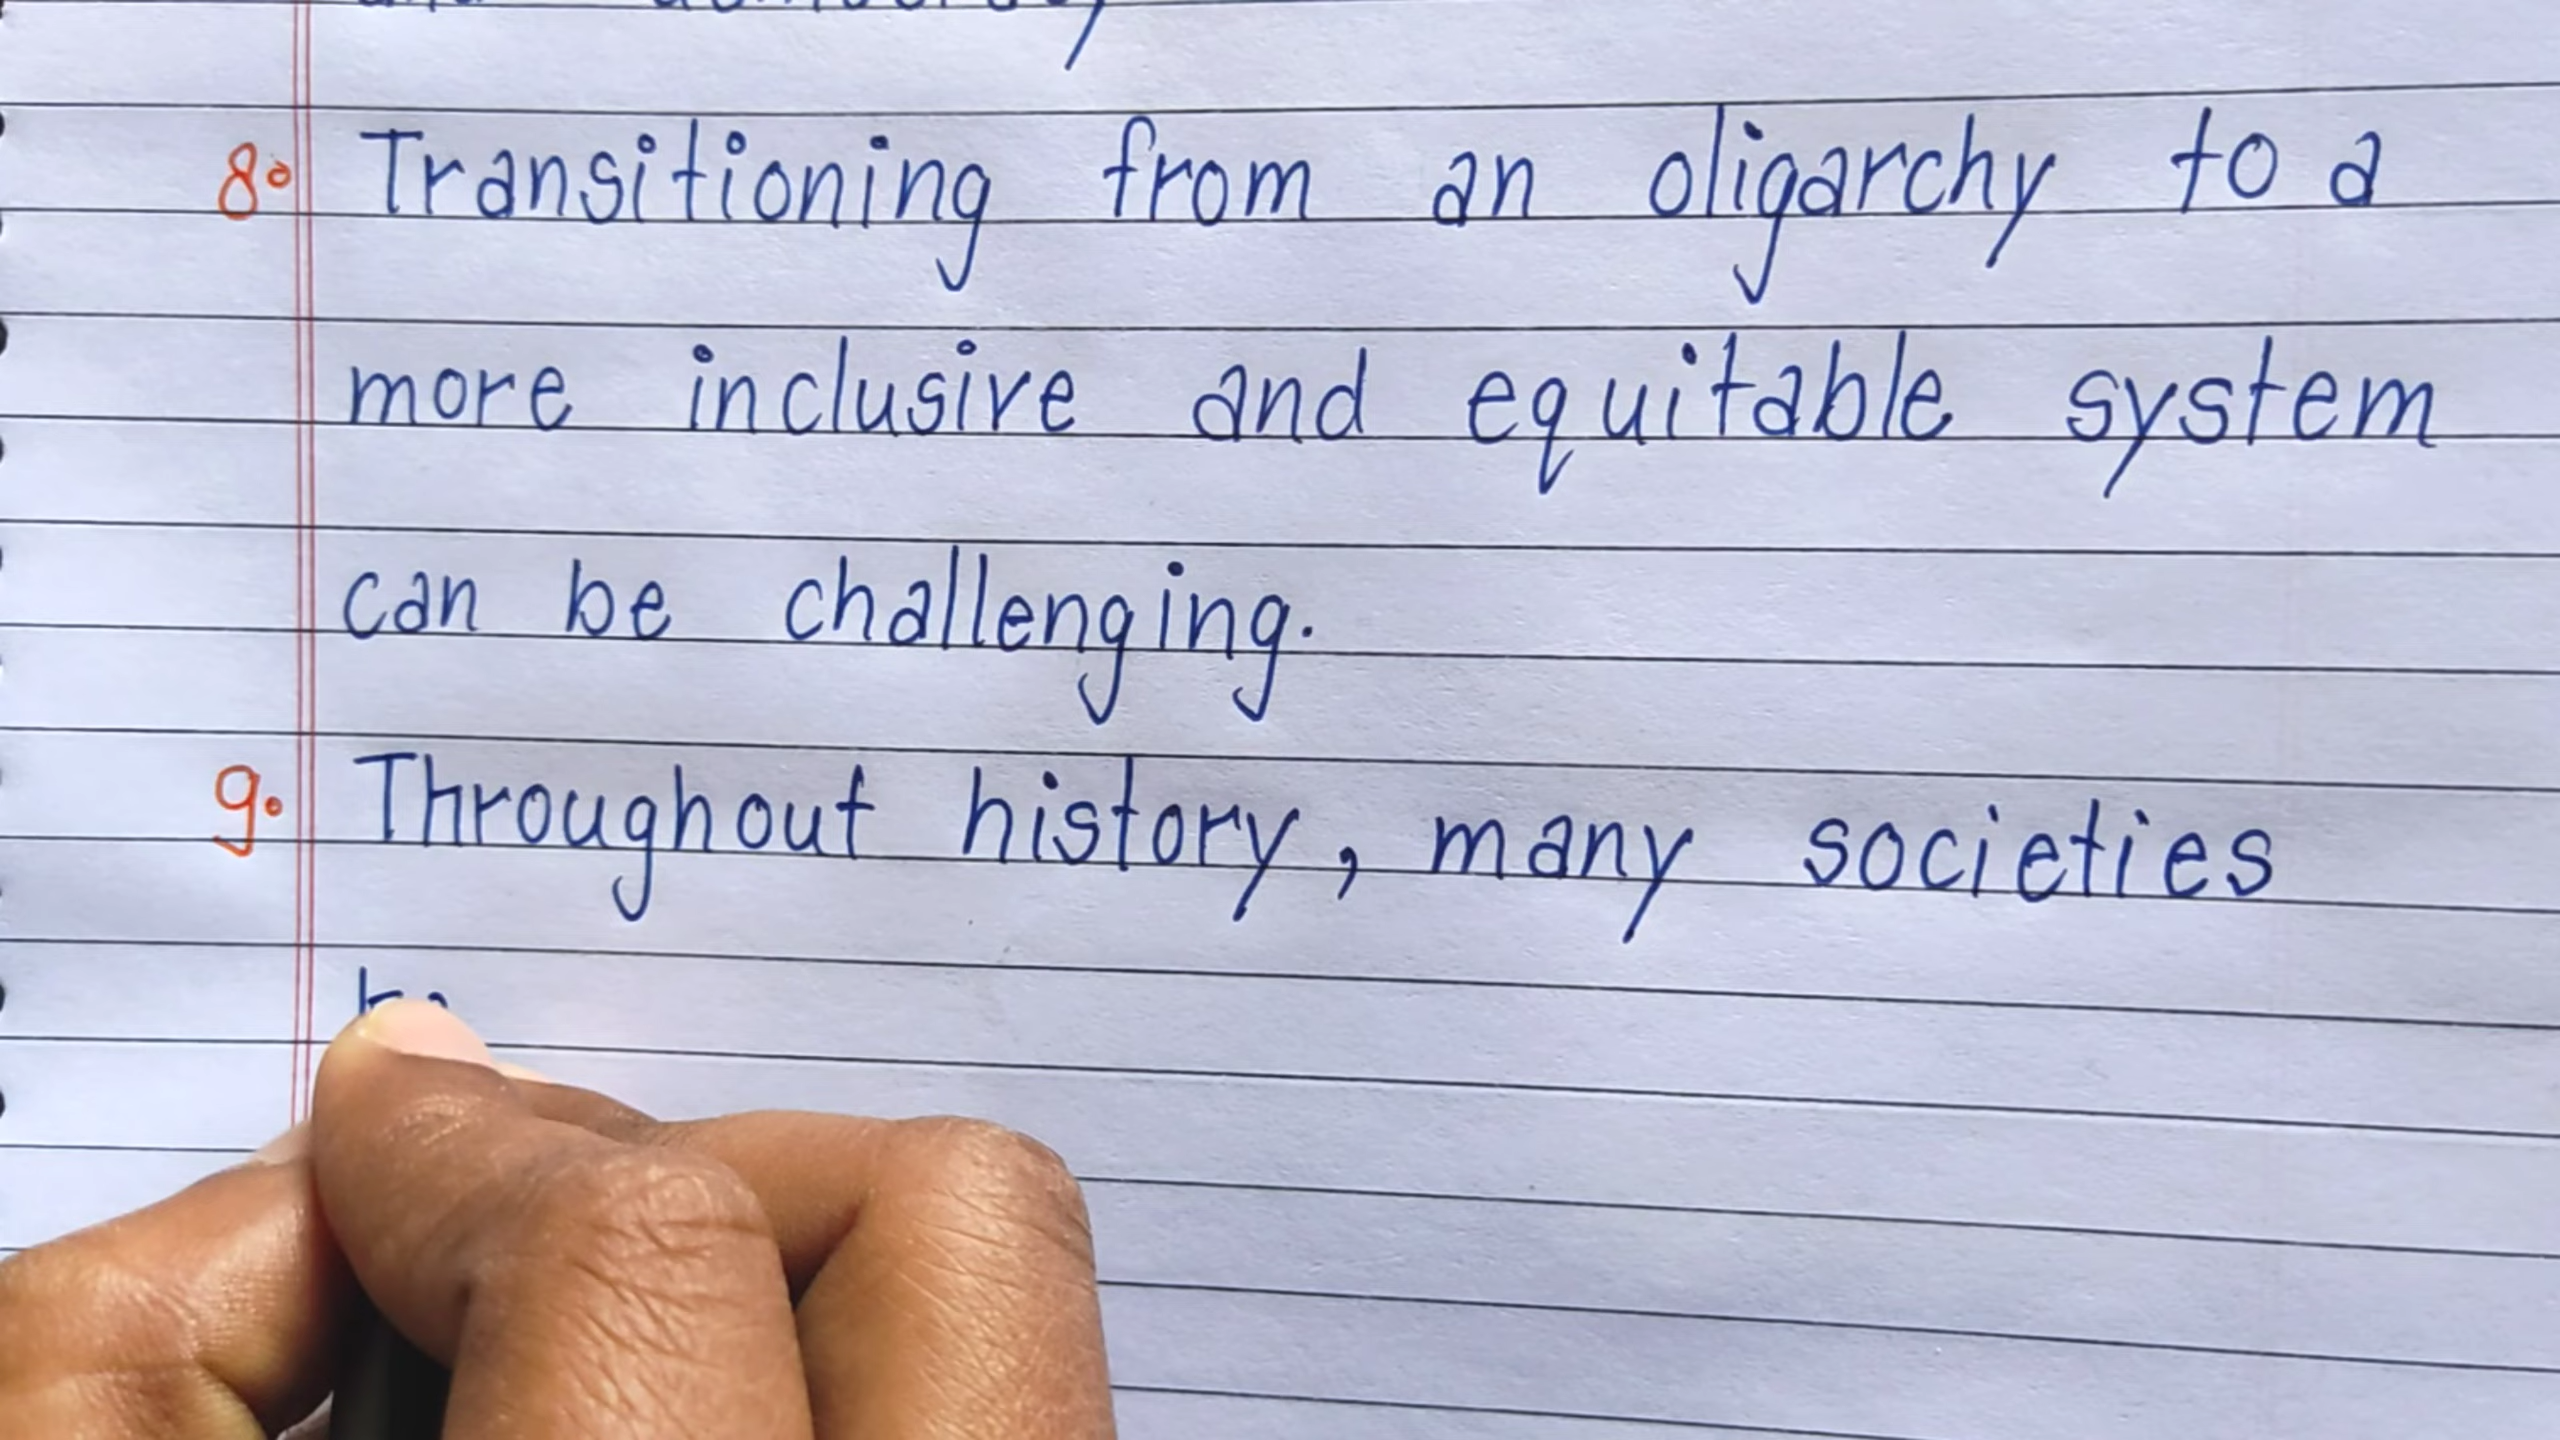 8. Transitioning from an oligarchy to a
more inclusive and equitable system
can be challenging.
9. Throughout history, many societies